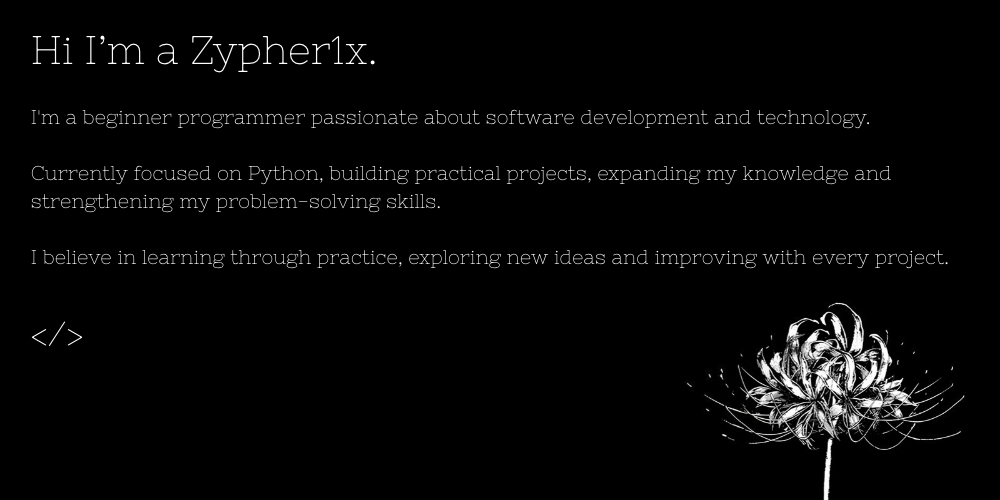 Hi I’m a Zypher1x.
I'm a beginner programmer passionate about software development and technology.
Currently focused on Python, building practical projects, expanding my knowledge and
strengthening my problem-solving skills.
I believe in learning through practice, exploring new ideas and improving with every project.
</>